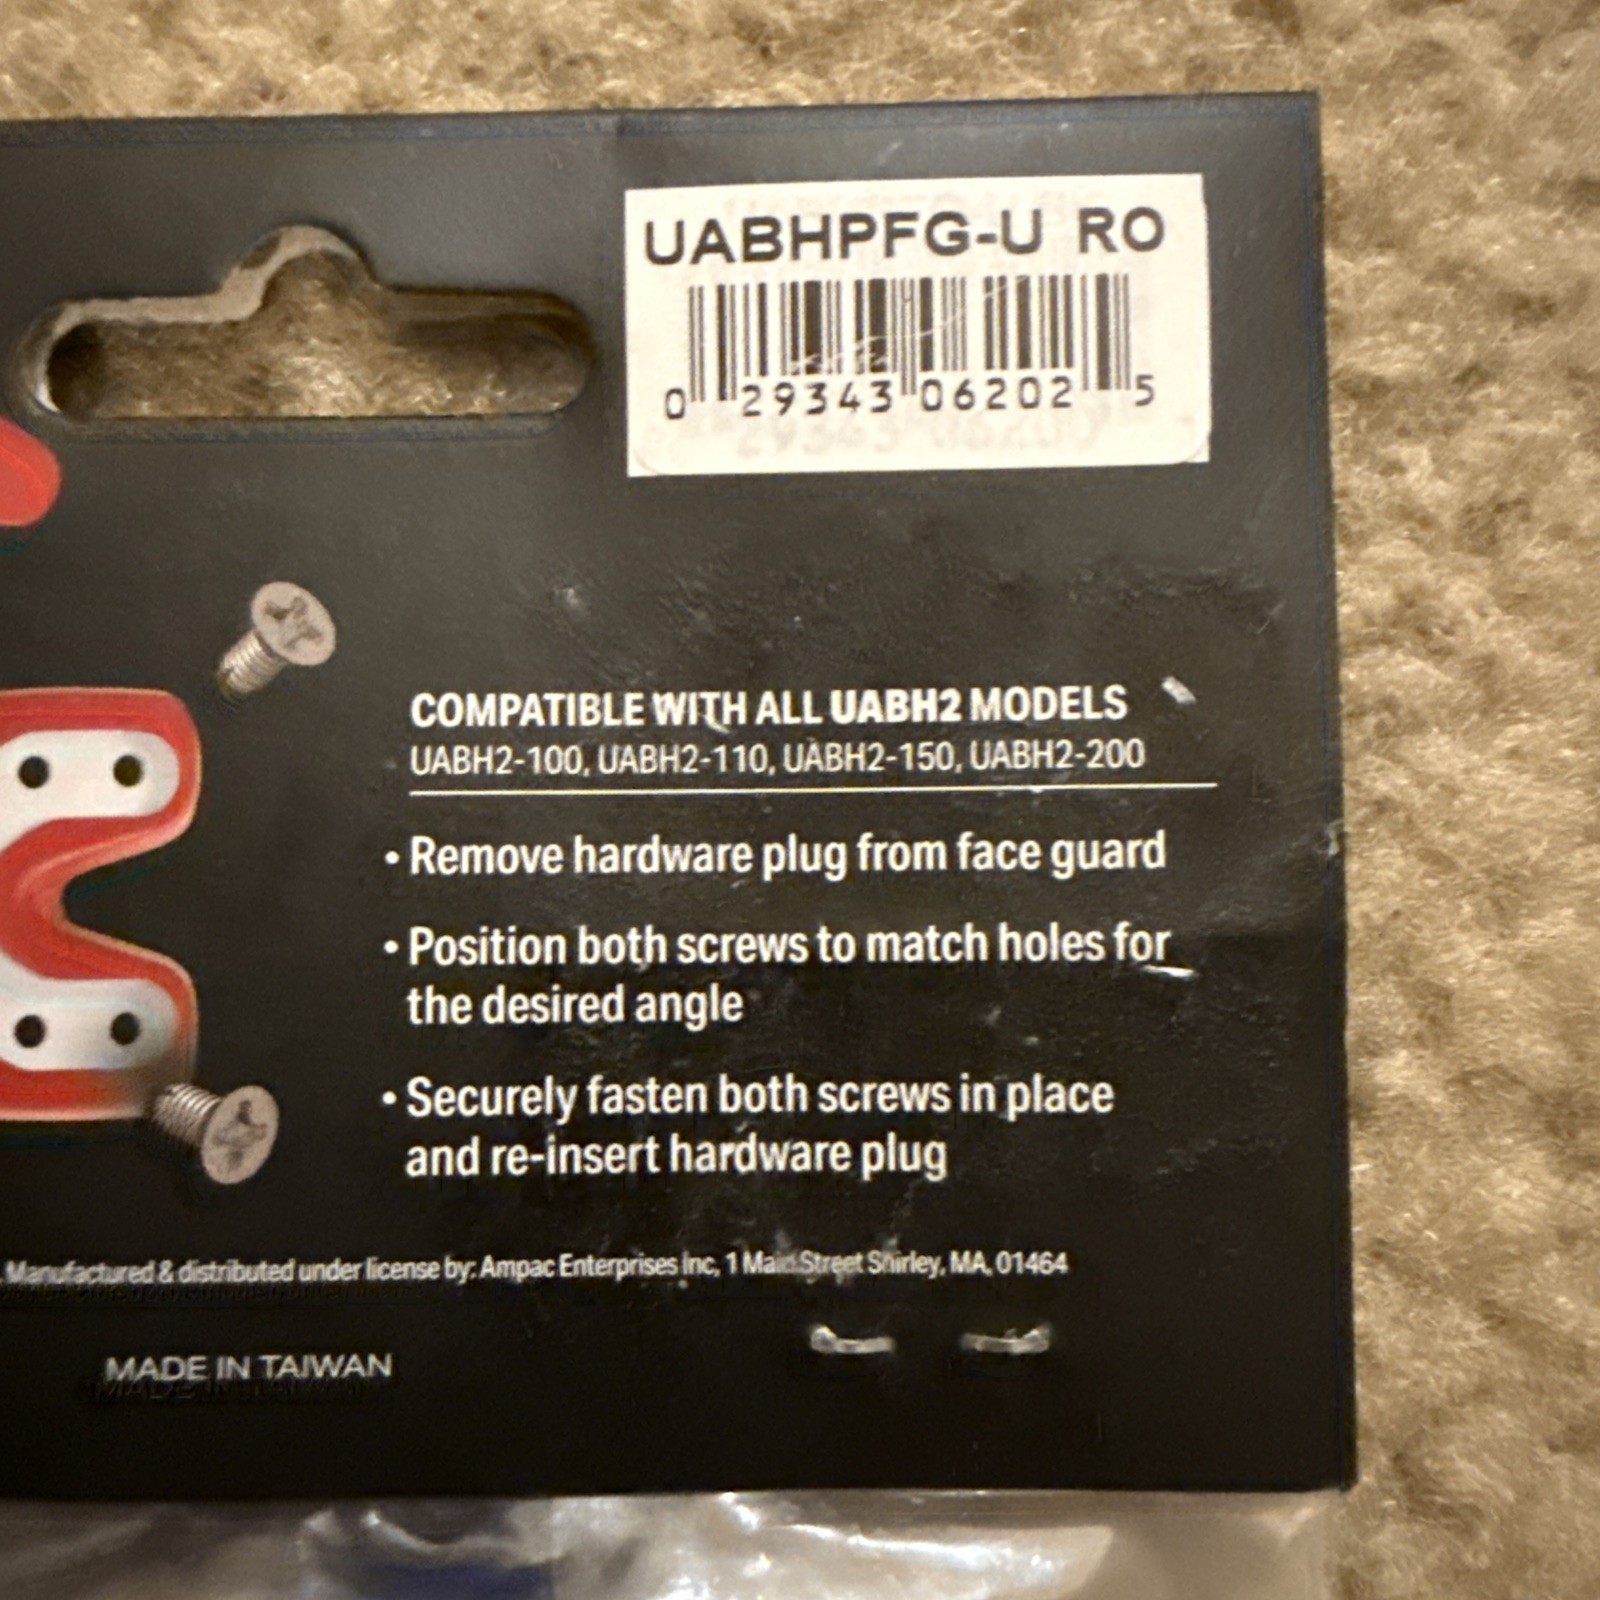 UABHPFG-U RO
0 29343 06202 5
COMPATIBLE WITH ALL UABH2 MODELS
UABH2-100, UABH2-110, UABH2-150, UABH2-200
• Remove hardware plug from face guard
• Position both screws to match holes for
the desired angle
• Securely fasten both screws in place
and re-insert hardware plug
. Manufactured & distributed under license by: Ampac Enterprises Inc, 1 Main Street Shirley, MA, 01464
MADE IN TAIWAN